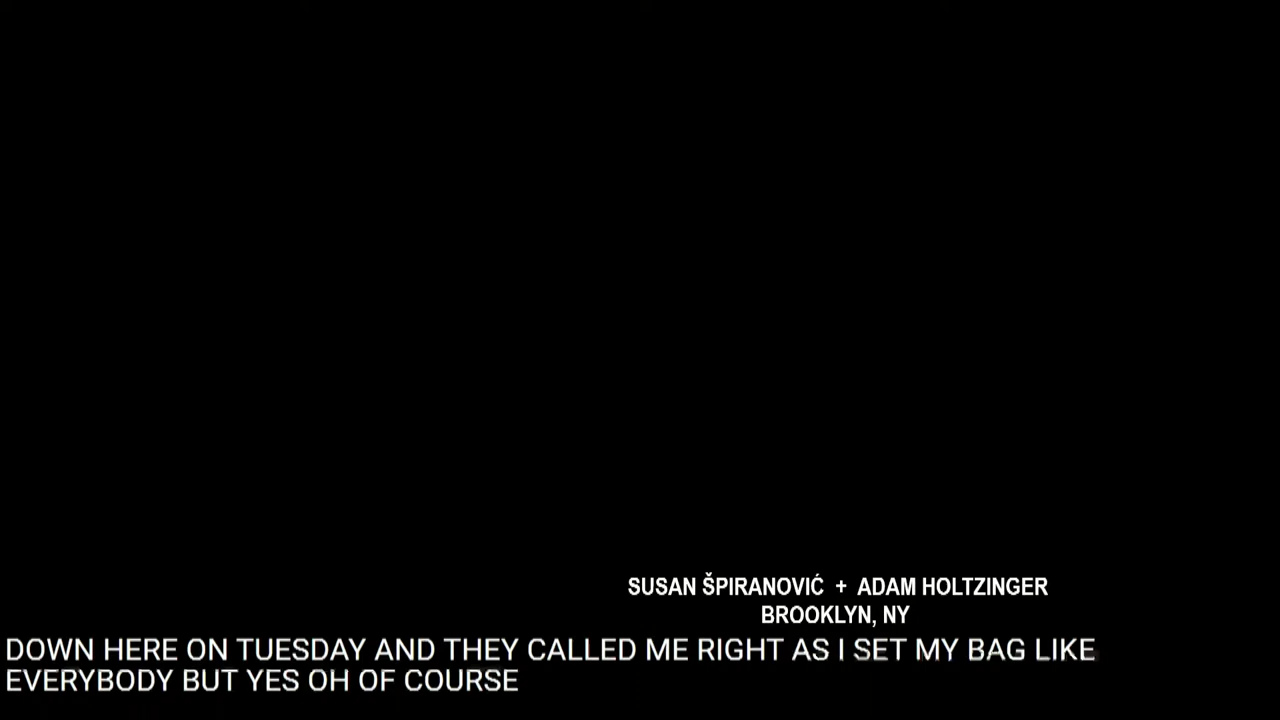 SUSAN ŠPIRANOVIĆ + ADAM HOLTZINGER
BROOKLYN, NY
DOWN HERE ON TUESDAY AND THEY CALLED ME RIGHT AS I SET MY BAG LIKE
EVERYBODY BUT YES OH OF COURSE